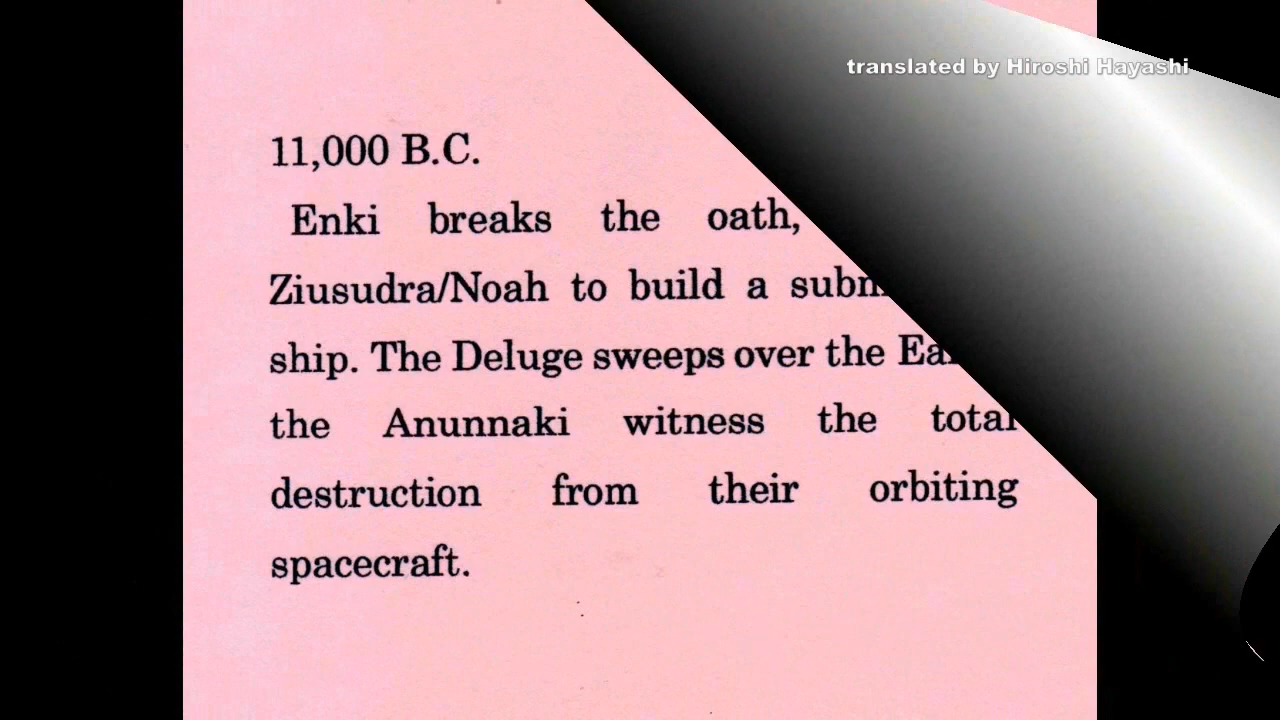 translated by Hiroshi Hayashi
11,000 B.C.
Enki breaks the oath,
Ziusudra/Noah to build a
ship. The Deluge sweeps over the
the Anunnaki witness the total
destruction from their orbiting
spacecraft.